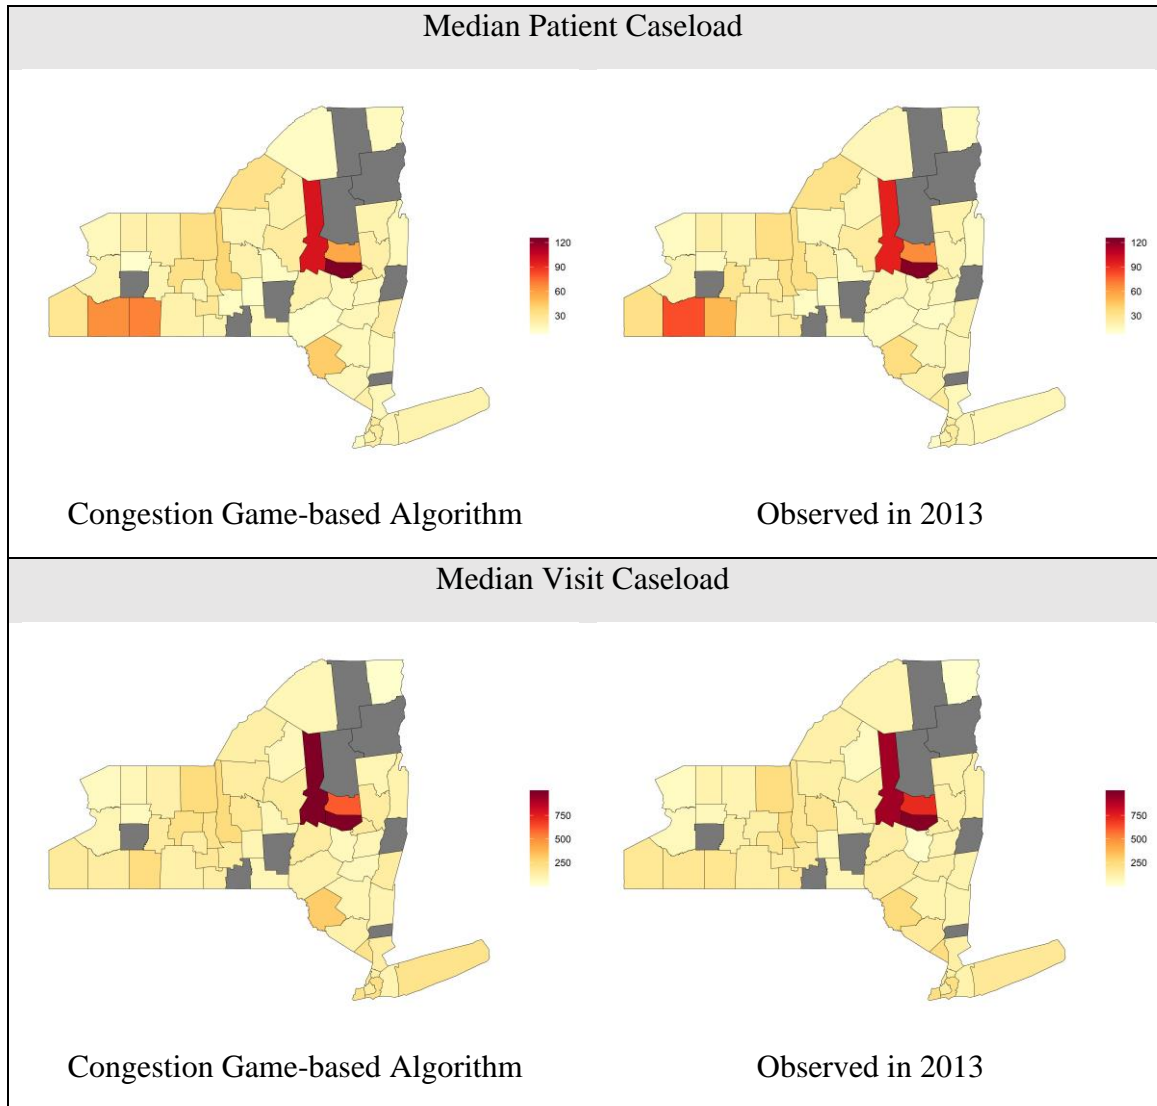 Median Patient Caseload
120
90
60
30
120
90
60
30
Congestion Game-based Algorithm
Observed in 2013
Median Visit Caseload
750
500
250
750
500
250
Congestion Game-based Algorithm
Observed in 2013